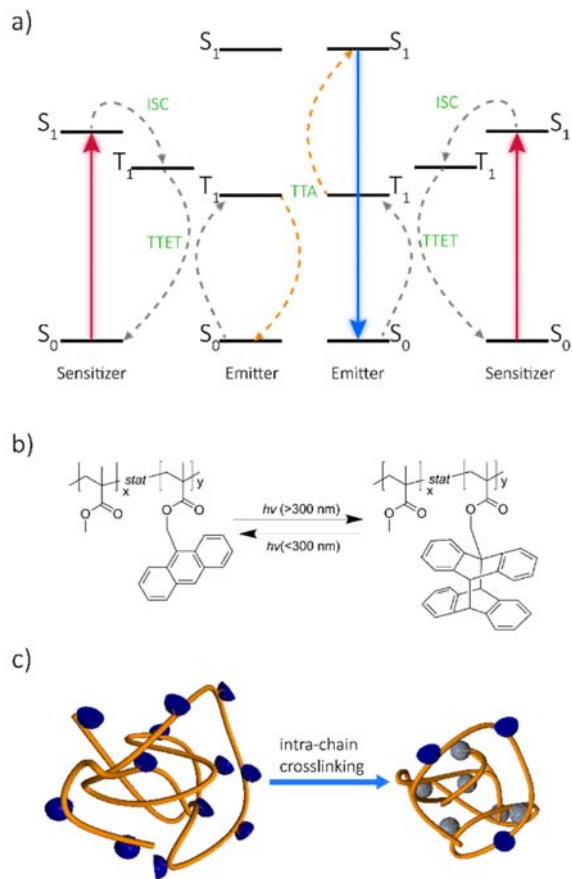 a)
S1 S1
ISC ISC
S1 S1
T1 T1 TTA T1 T1
TTET TTET
S0 S0 S0 S0
Sensitizer Emitter Emitter Sensitizer
b)
stat stat
x y x y
O O O O O O O O
hν (>300 nm)
hν(<300 nm)
c)
intra-chain
crosslinking